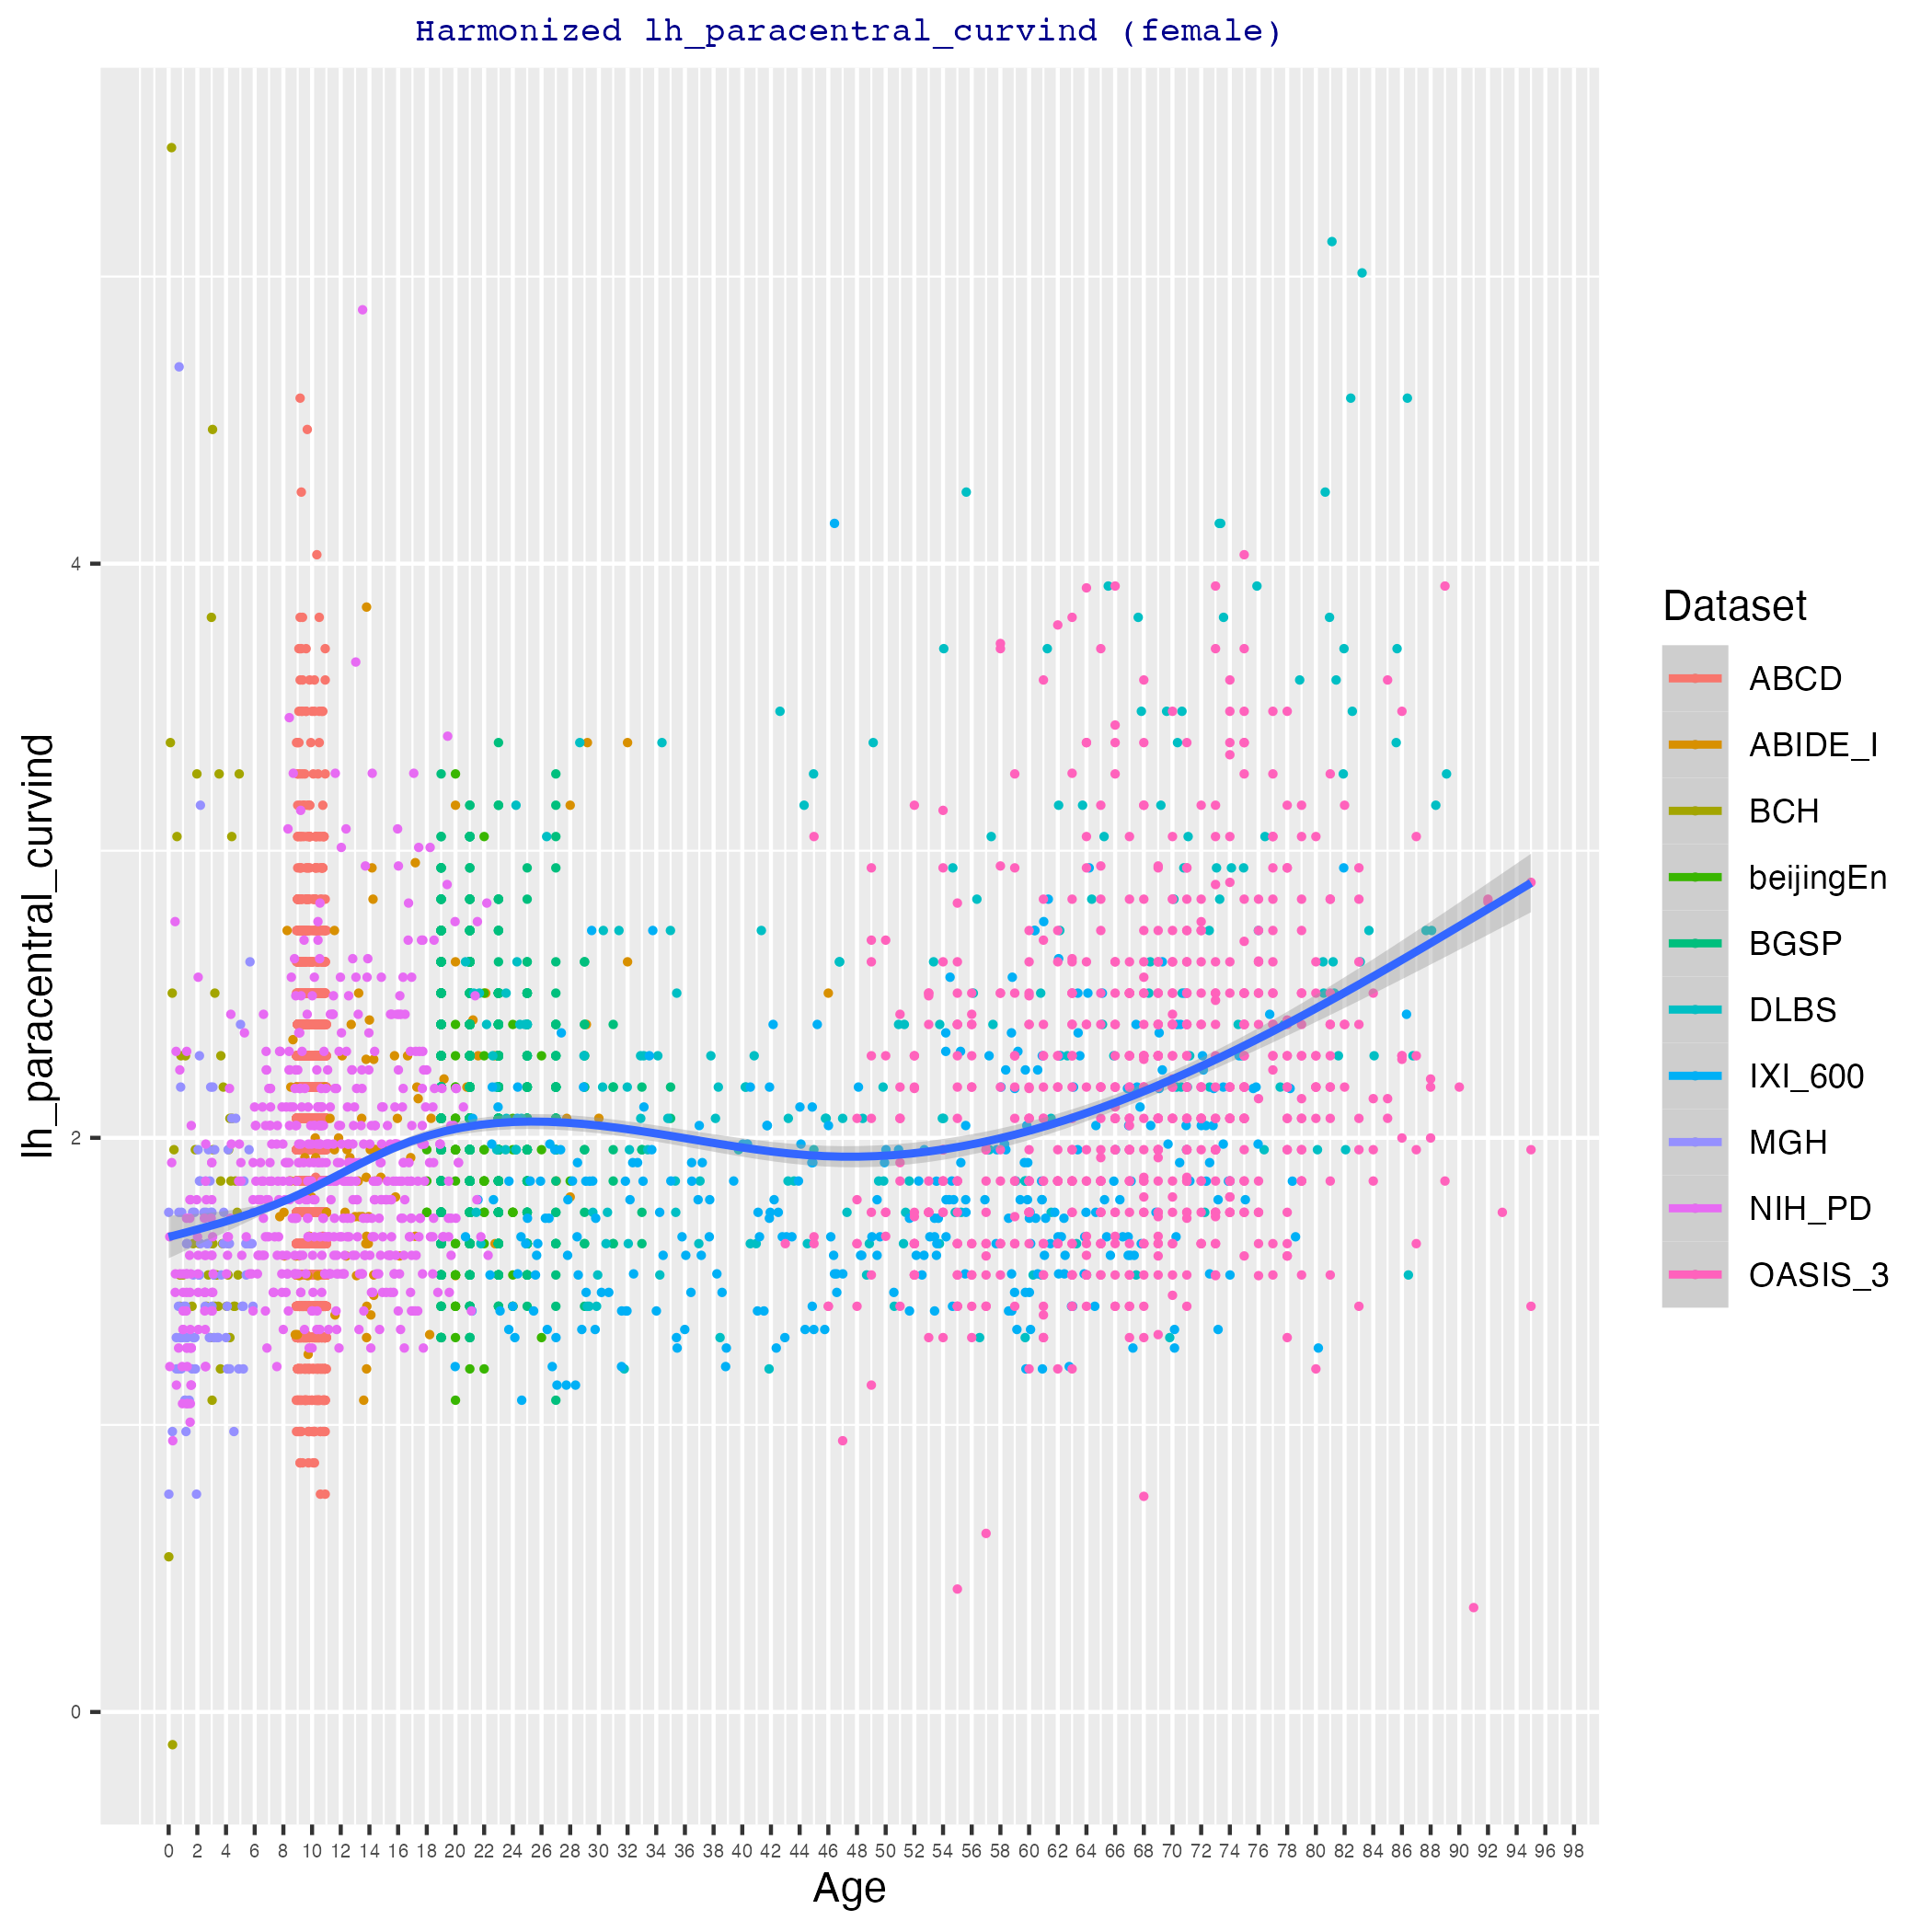 Harmonized lh_paracentral_curvind (female)
lh_paracentral_curvind
4
2
0
0 2 4 6 8 10 12 14 16 18 20 22 24 26 28 30 32 34 36 38 40 42 44 46 48 50 52 54 56 58 60 62 64 66 68 70 72 74 76 78 80 82 84 86 88 90 92 94 96 98
Age
Dataset
ABCD
ABIDE_I
BCH
beijingEn
BGSP
DLBS
IXI_600
MGH
NIH_PD
OASIS_3